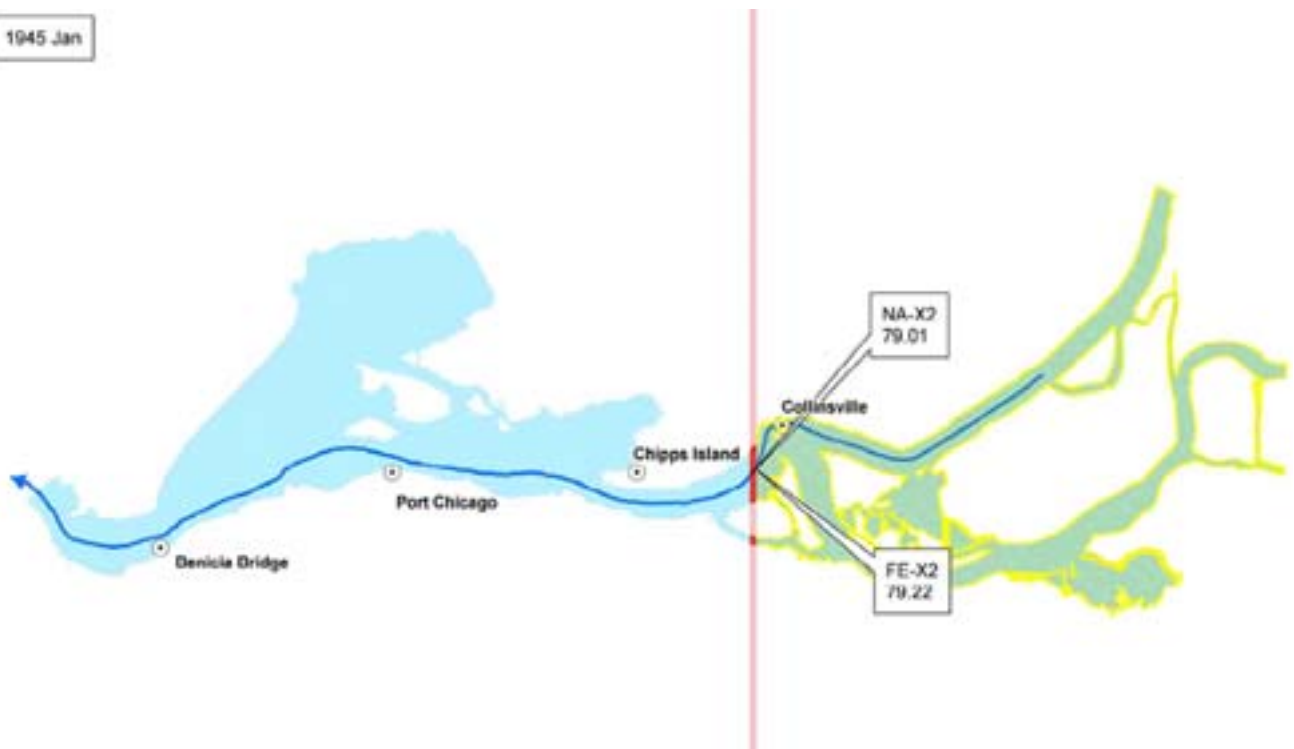 1945 Jan
NA-X2
79.01
Collinsville
Chipps Island
Port Chicago
Benicia Bridge
FE-X2
79.22